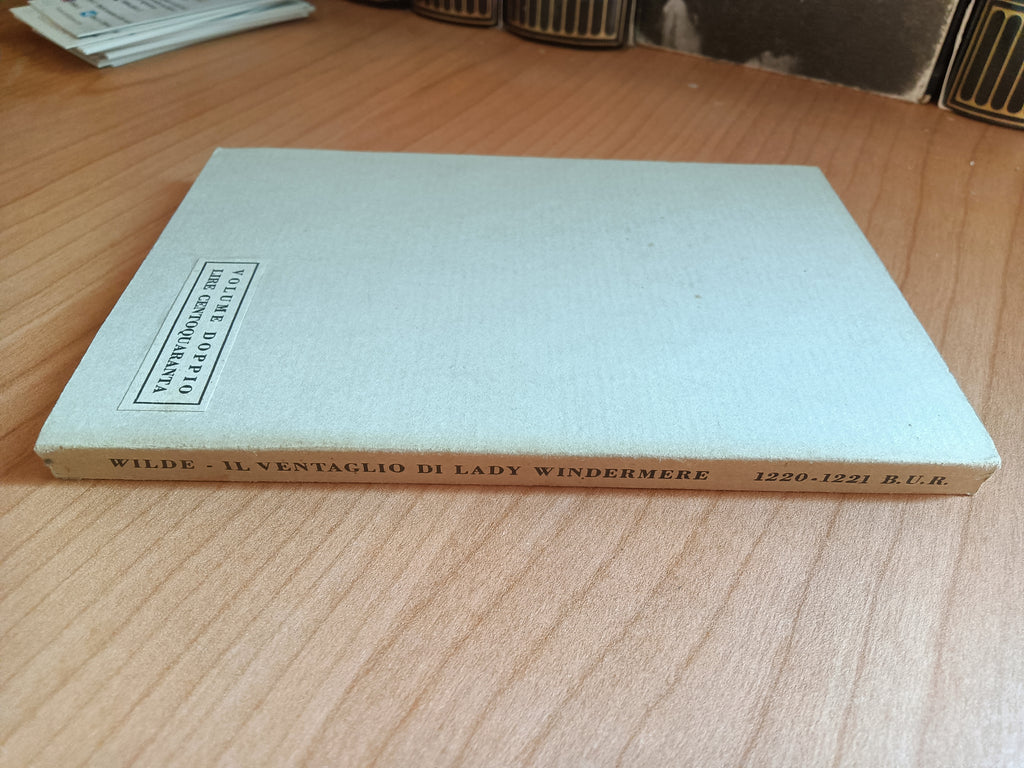 VOLUME DOPPIO
LIRE CENTOQUARANTA
WILDE - IL VENTAGLIO DI LADY WINDERMERE 1220-1221 B.U.R.